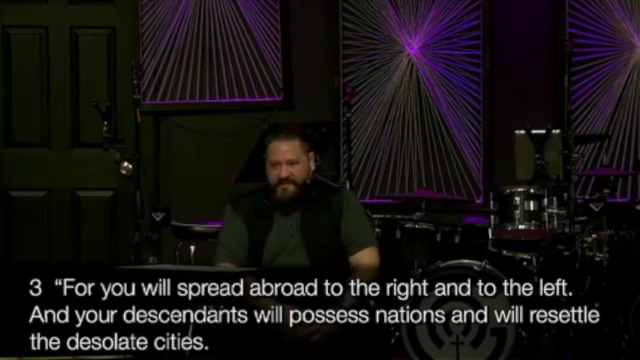 3 “For you will spread abroad to the right and to the left.
And your descendants will possess nations and will resettle
the desolate cities.